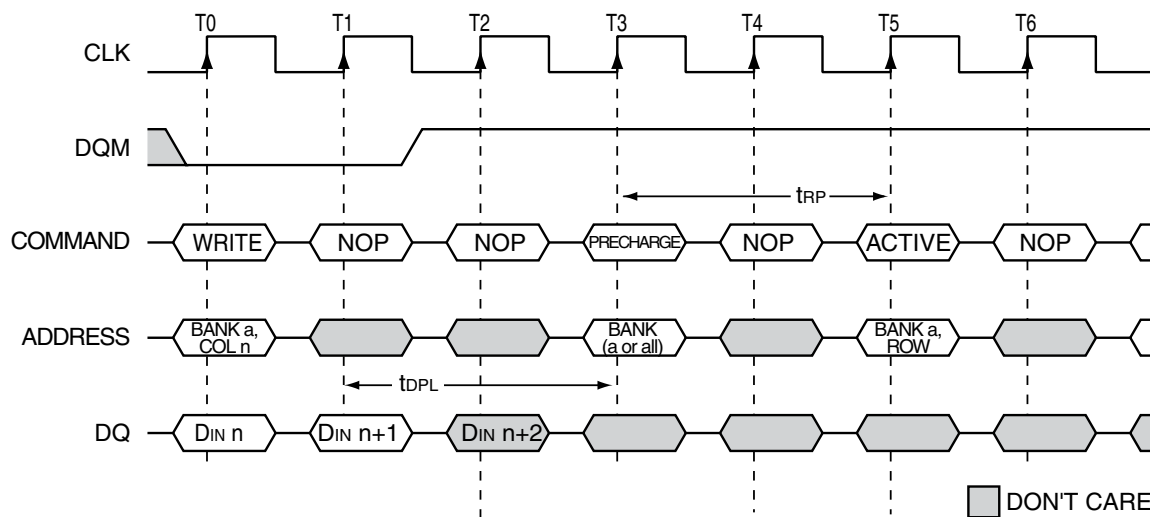 T0 T1 T2 T3 T4 T5 T6
CLK
DQM
tRP
COMMAND WRITE NOP NOP PRECHARGE NOP ACTIVE NOP
ADDRESS BANK a, COL n BANK (a or all) BANK a, ROW
tDPL
DQ DIN n DIN n+1 DIN n+2
DON'T CARE